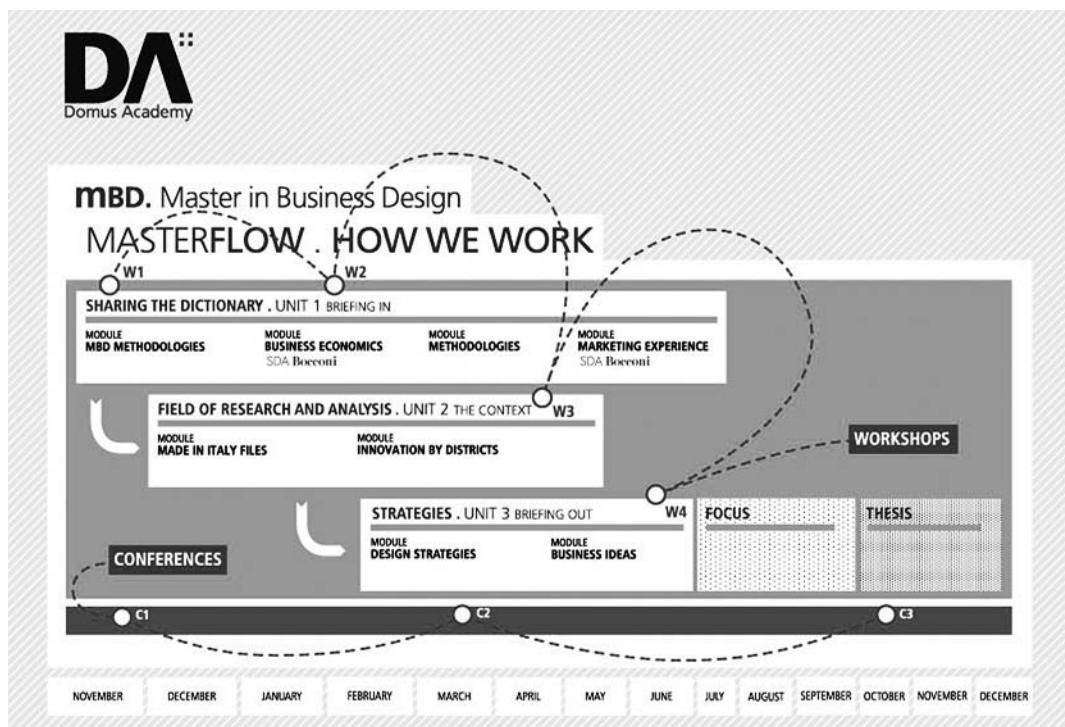 DA
Domus Academy
mBD. Master in Business Design
MASTERFLOW . HOW WE WORK
W1
W2
SHARING THE DICTIONARY . UNIT 1 BRIEFING IN
MODULE
MBD METHODOLOGIES
MODULE
BUSINESS ECONOMICS
SDA Bocconi
MODULE
METHODOLOGIES
MODULE
MARKETING EXPERIENCE
SDA Bocconi
FIELD OF RESEARCH AND ANALYSIS . UNIT 2 THE CONTEXT
W3
MODULE
MADE IN ITALY FILES
MODULE
INNOVATION BY DISTRICTS
WORKSHOPS
STRATEGIES . UNIT 3 BRIEFING OUT
W4
MODULE
DESIGN STRATEGIES
MODULE
BUSINESS IDEAS
FOCUS
THESIS
CONFERENCES
C1
C2
C3
NOVEMBER DECEMBER JANUARY FEBRUARY MARCH APRIL MAY JUNE JULY AUGUST SEPTEMBER OCTOBER NOVEMBER DECEMBER